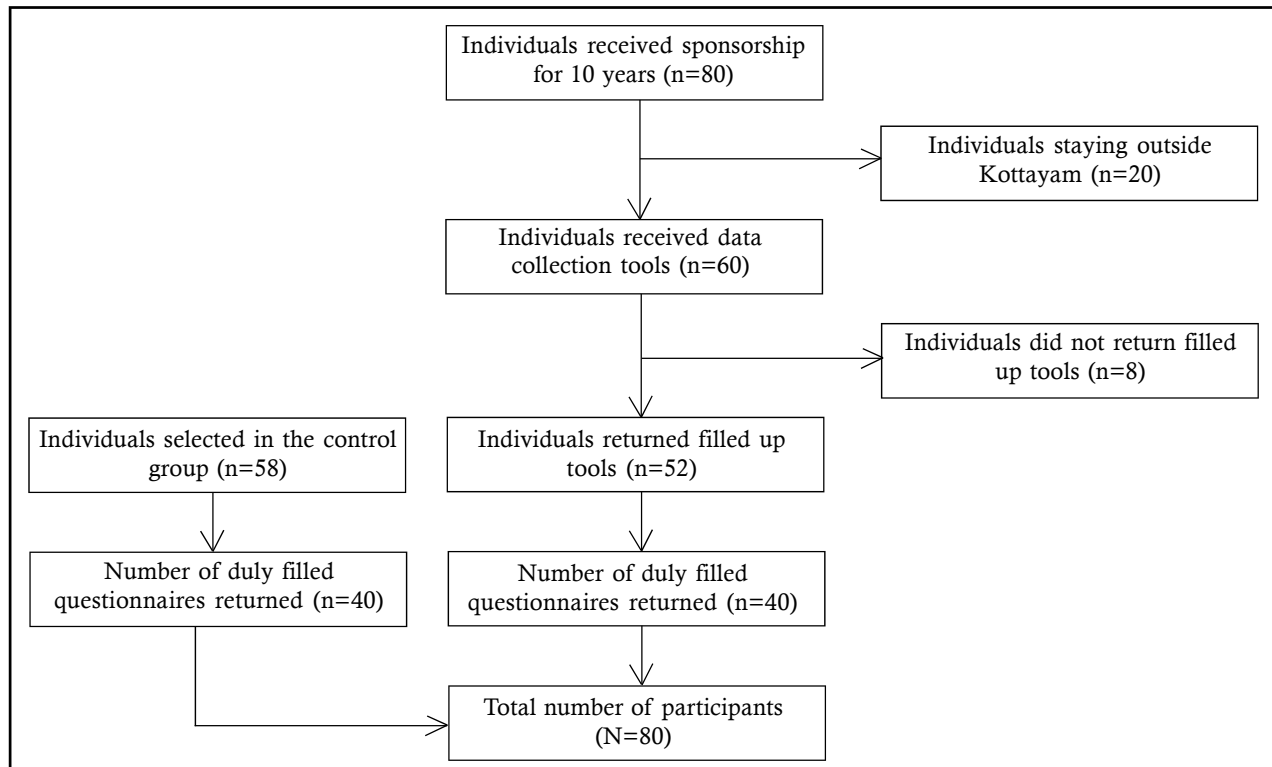 Individuals received sponsorship
for 10 years (n=80)
Individuals staying outside
Kottayam (n=20)
Individuals received data
collection tools (n=60)
Individuals did not return filled
up tools (n=8)
Individuals selected in the control
group (n=58)
Individuals returned filled up
tools (n=52)
Number of duly filled
questionnaires returned (n=40)
Number of duly filled
questionnaires returned (n=40)
Total number of participants
(N=80)